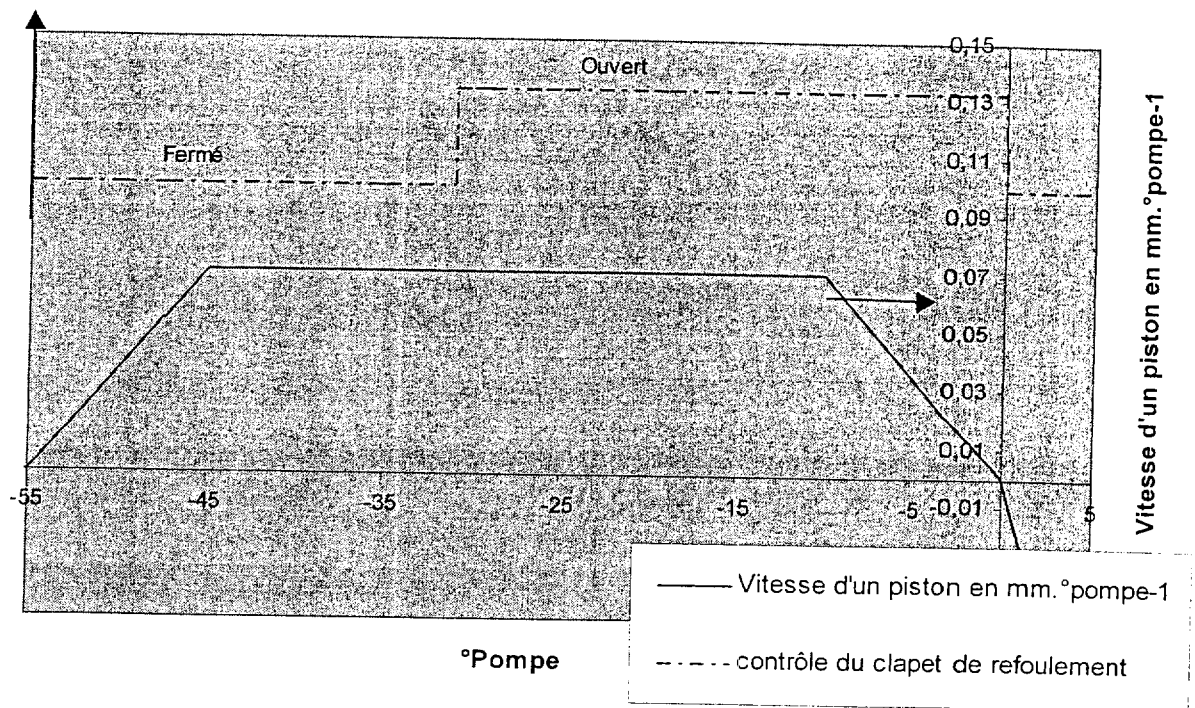 0,15
Ouvert
0,13
Fermé
0,11
0,09
0,07
0,05
0,03
0,01
-55
-45
-35
-25
-15
-5
-0,01
5
Vitesse d'un piston en mm.°pompe-1
°Pompe
Vitesse d'un piston en mm.°pompe-1
contrôle du clapet de refoulement